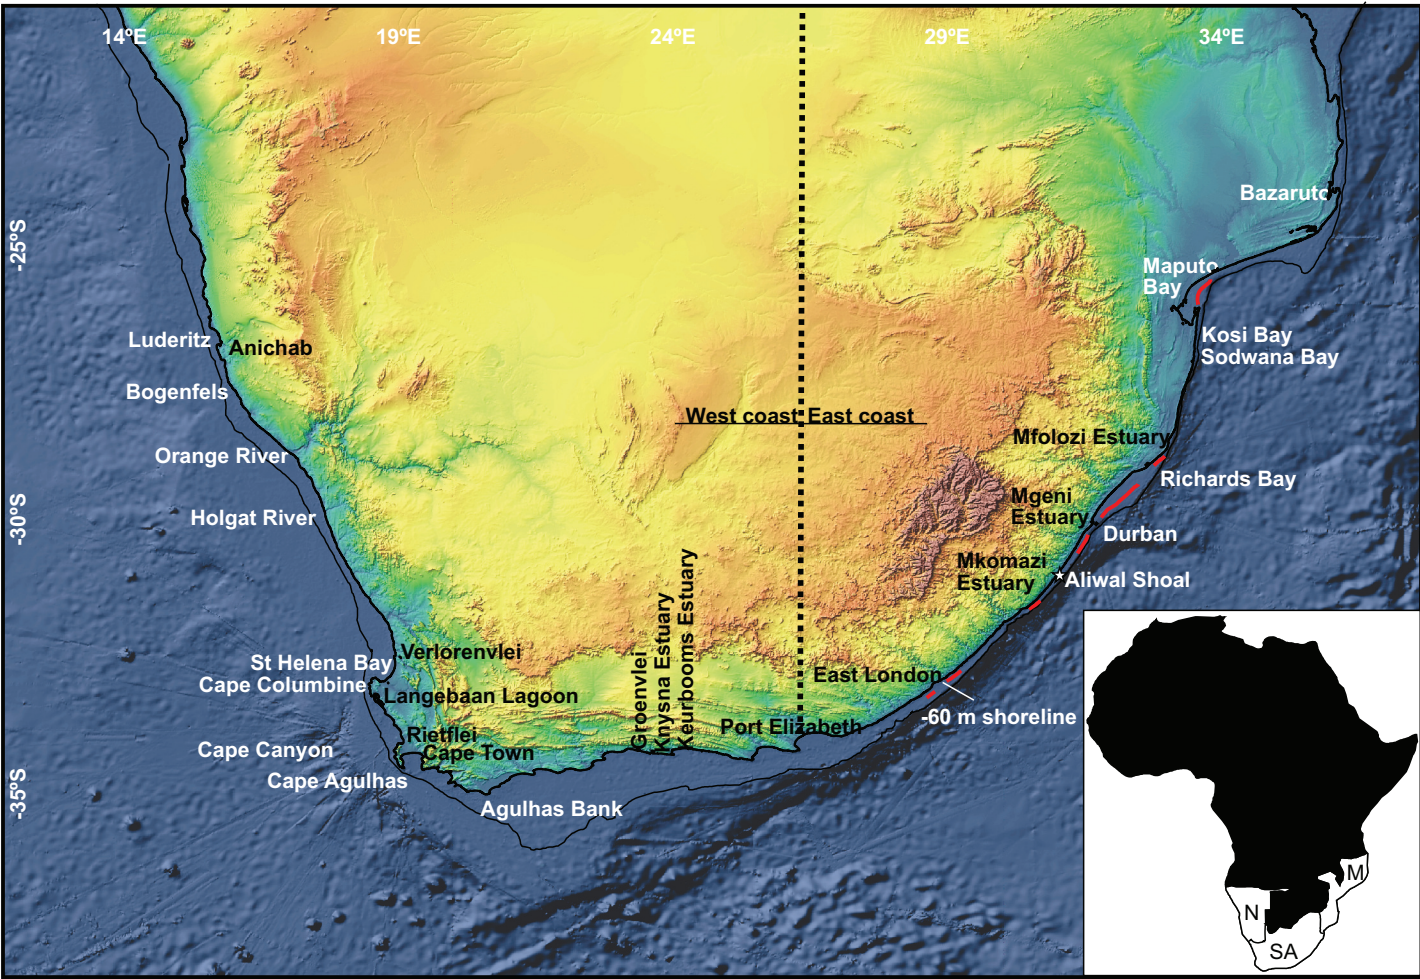 14ºE
19ºE
24ºE
29ºE
34ºE
-25ºS
-30ºS
-35ºS
Bazaruto
Maputo
Bay
Kosi Bay
Sodwana Bay
Luderitz
Anichab
Bogenfels
West coast
East coast
Mfolozi Estuary
Orange River
Richards Bay
Holgat River
Mgeni
Estuary
Durban
Mkomazi
Estuary
Aliwal Shoal
Groenvlei
Knysna Estuary
Keurbooms Estuary
St Helena Bay
Verlorenvlei
Cape Columbine
Langebaan Lagoon
East London
-60 m shoreline
Port Elizabeth
Rietflei
Cape Canyon
Cape Town
Cape Agulhas
Agulhas Bank
M
N
SA